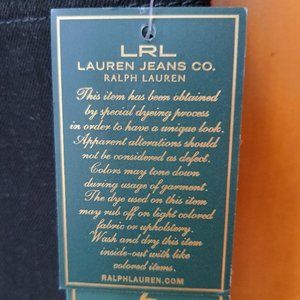 LRL
LAUREN JEANS CO.
RALPH LAUREN
This item has been obtained
by special dyeing process
in order to have a unique look.
Apparent alterations should
not be considered as defect.
Colors may tone down
during usage of garment.
The dye used on this item
may rub off on light colored
fabric or upholstery.
Wash and dry this item
inside-out with like
colored items.
RALPHLAUREN.COM